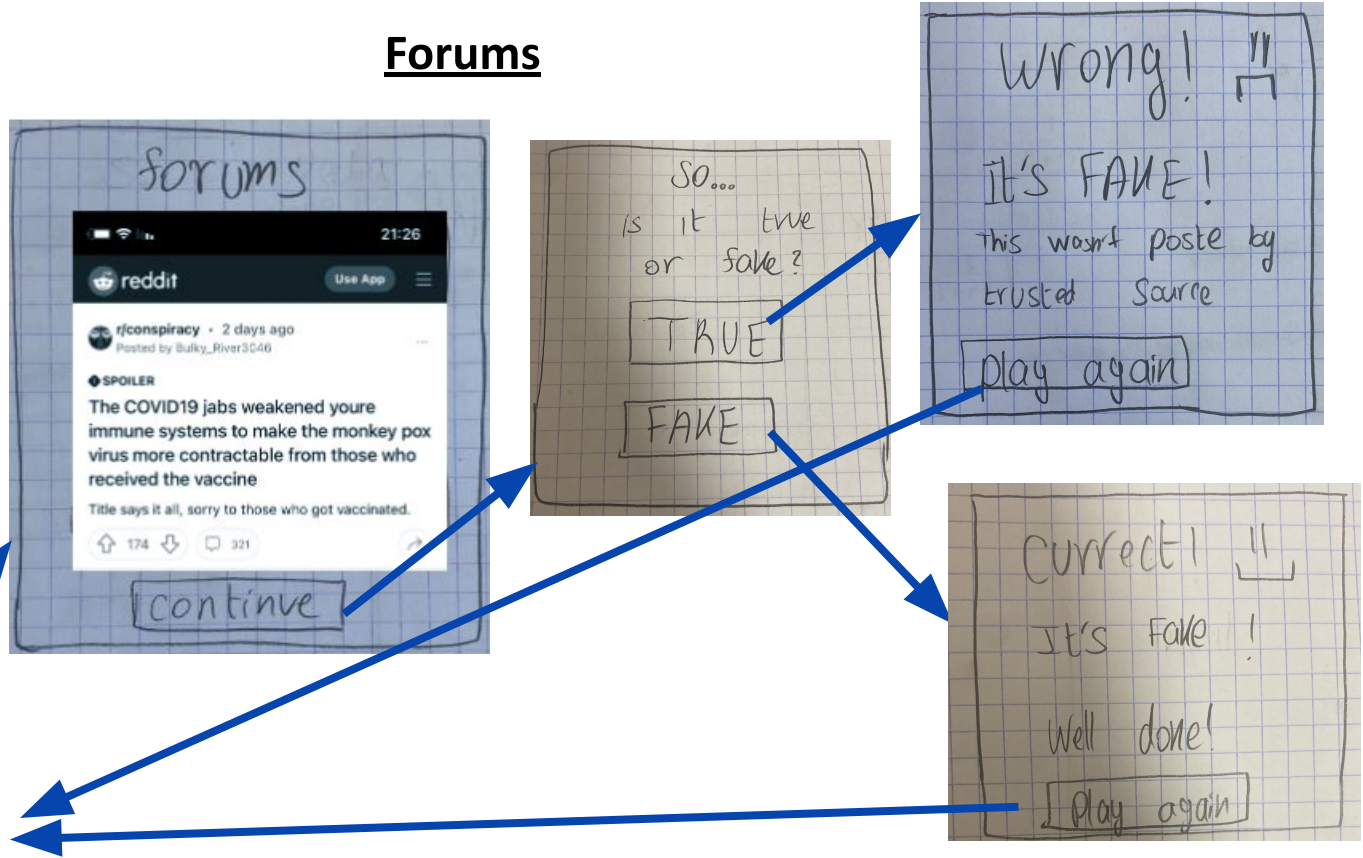 Forums
forums
21:26
reddit
Use App
r/conspiracy • 2 days ago
Posted by Bulky_River3046
SPOILER
The COVID19 jabs weakened youre
immune systems to make the monkey pox
virus more contractable from those who
received the vaccine
Title says it all, sorry to those who got vaccinated.
174
321
continue
SO...
is it true
or fake?
TRUE
FAKE
Wrong!
It's FAKE!
This wasn't poste by
trusted Source
play again
Currect!
It's Fake !
Well done!
Play again